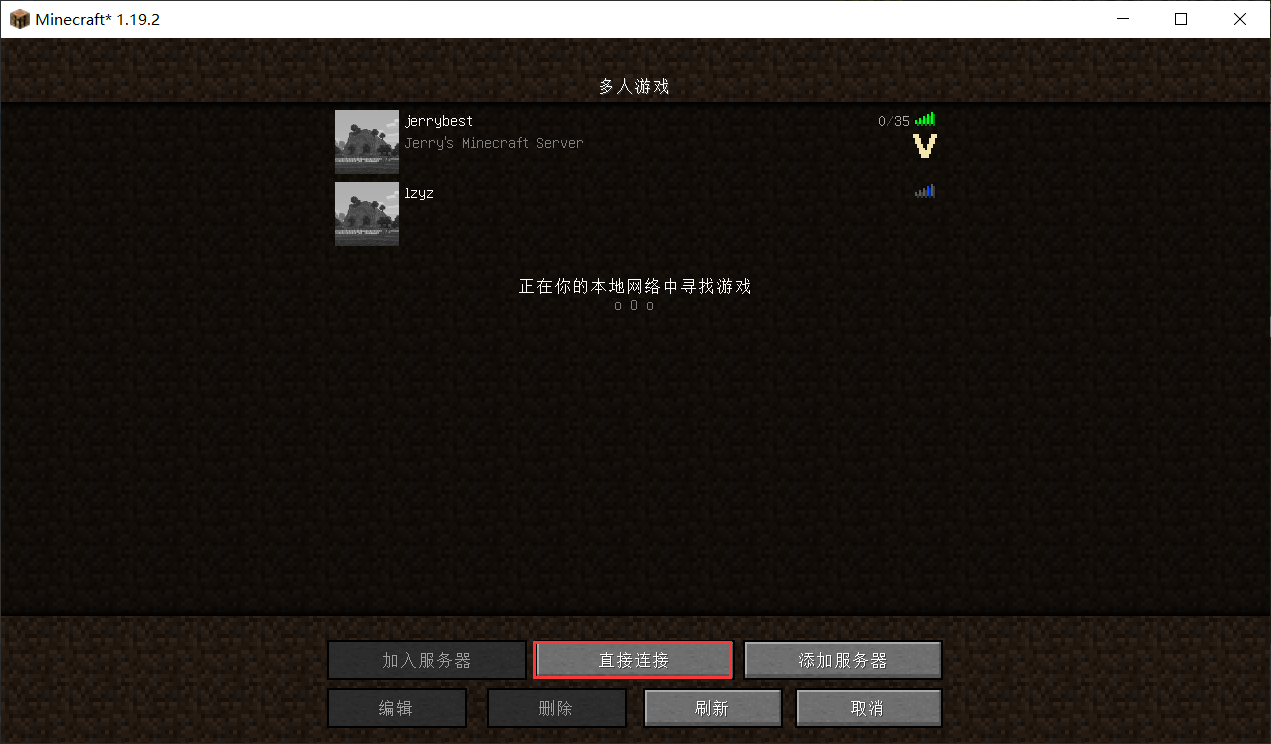 Minecraft* 1.19.2
多人游戏
jerrybest 0/35
Jerry's Minecraft Server
lzyz
正在你的本地网络中寻找游戏
o O o
加入服务器 直接连接 添加服务器
编辑 删除 刷新 取消